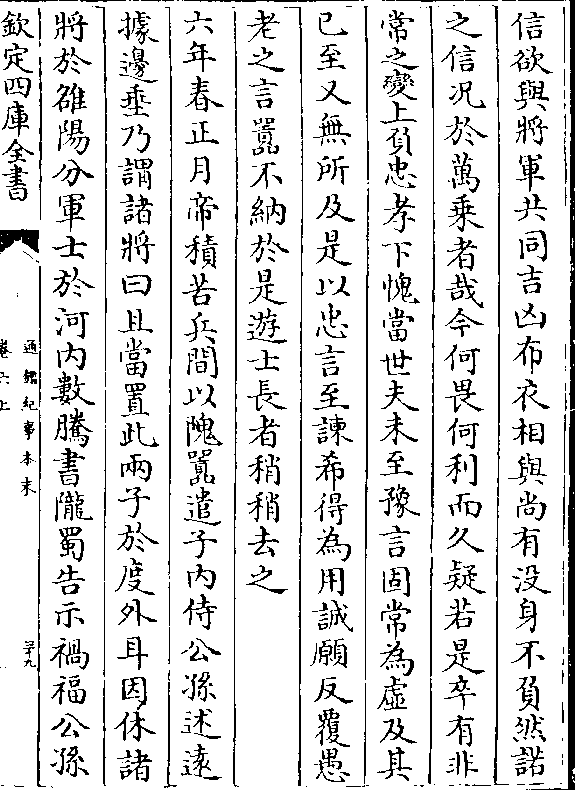 信欲與將軍共同吉凶布衣相與尚有没身不負然諾
之信况於萬乘者哉今何畏何利而久疑若是卒有非
常之變上負忠孝下愧當世夫未至豫言固常為虛及其
已至又無所及是以忠言至諫希得為用誠願反覆愚
老之言囂不納於是遊士長者稍稍去之
六年春正月帝積苦兵間以隗囂遣子内侍公孫述遠
據邊垂乃謂諸將曰且當置此兩子於度外耳因休諸
將於雒陽分軍士於河内數騰書隴蜀告示禍福公孫
欽定四庫全書
通鑑紀事本末
卷六上
三十九